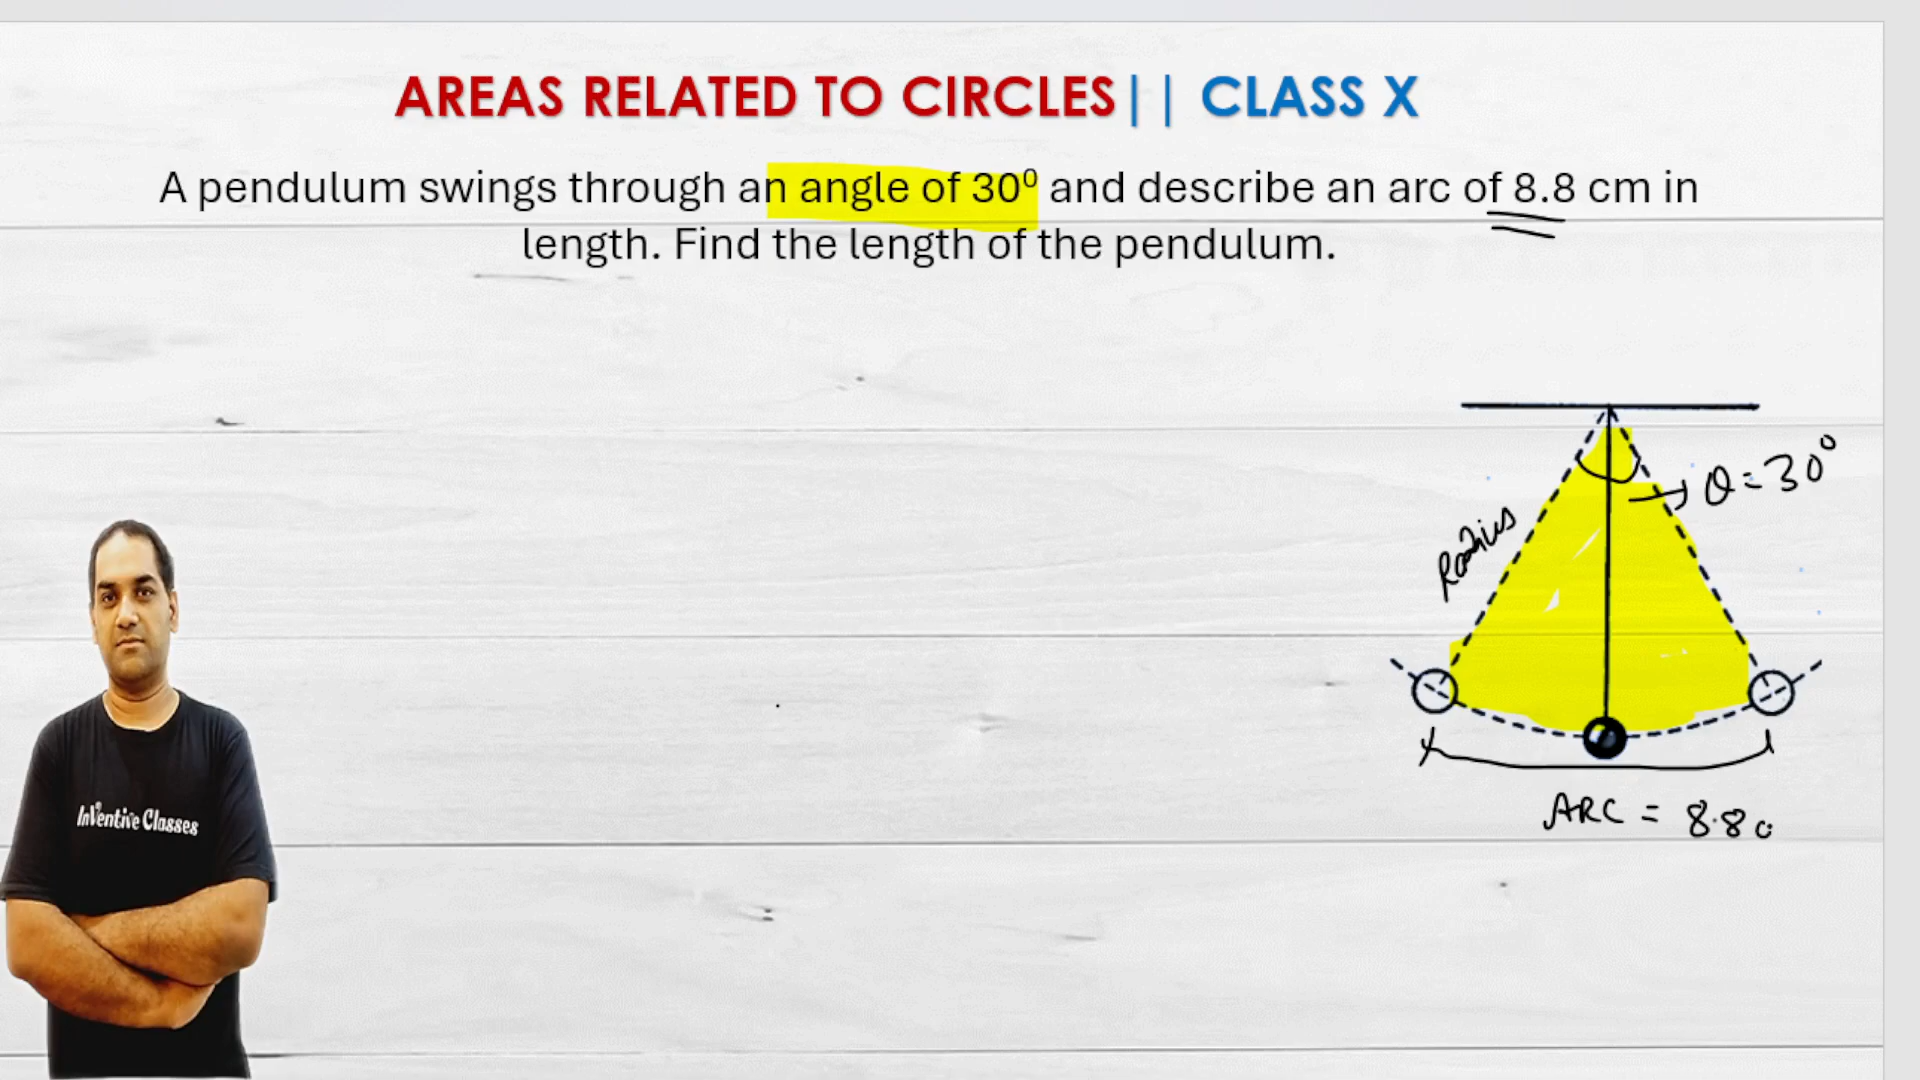 AREAS RELATED TO CIRCLES|| CLASS X
A pendulum swings through an angle of 30⁰ and describe an arc of 8.8 cm in
length. Find the length of the pendulum.
θ = 30⁰
Radius
ARC = 8.8c
InVentive Classes